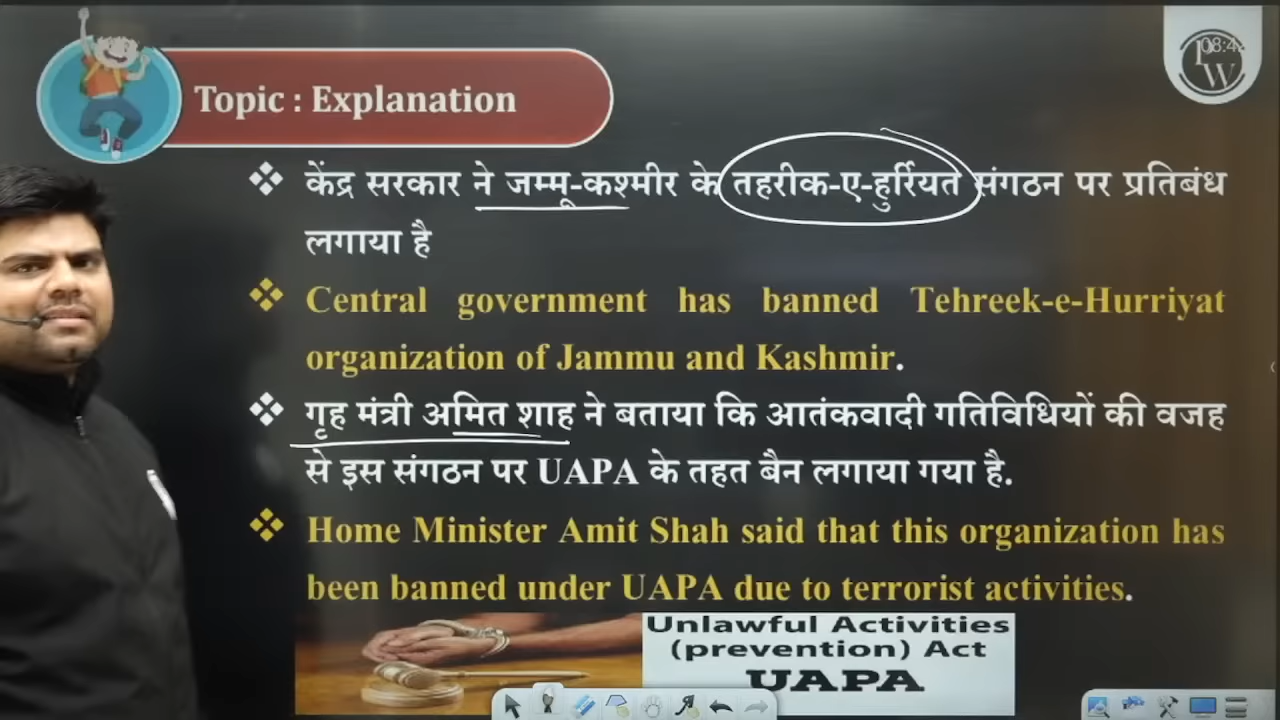 Topic : Explanation
08:4
PW
केंद्र सरकार ने जम्मू-कश्मीर के तहरीक-ए-हुर्रियत संगठन पर प्रतिबंध
लगाया है
Central government has banned Tehreek-e-Hurriyat
organization of Jammu and Kashmir.
गृह मंत्री अमित शाह ने बताया कि आतंकवादी गतिविधियों की वजह
से इस संगठन पर UAPA के तहत बैन लगाया गया है.
Home Minister Amit Shah said that this organization has
been banned under UAPA due to terrorist activities.
Unlawful Activities
(prevention) Act
UAPA